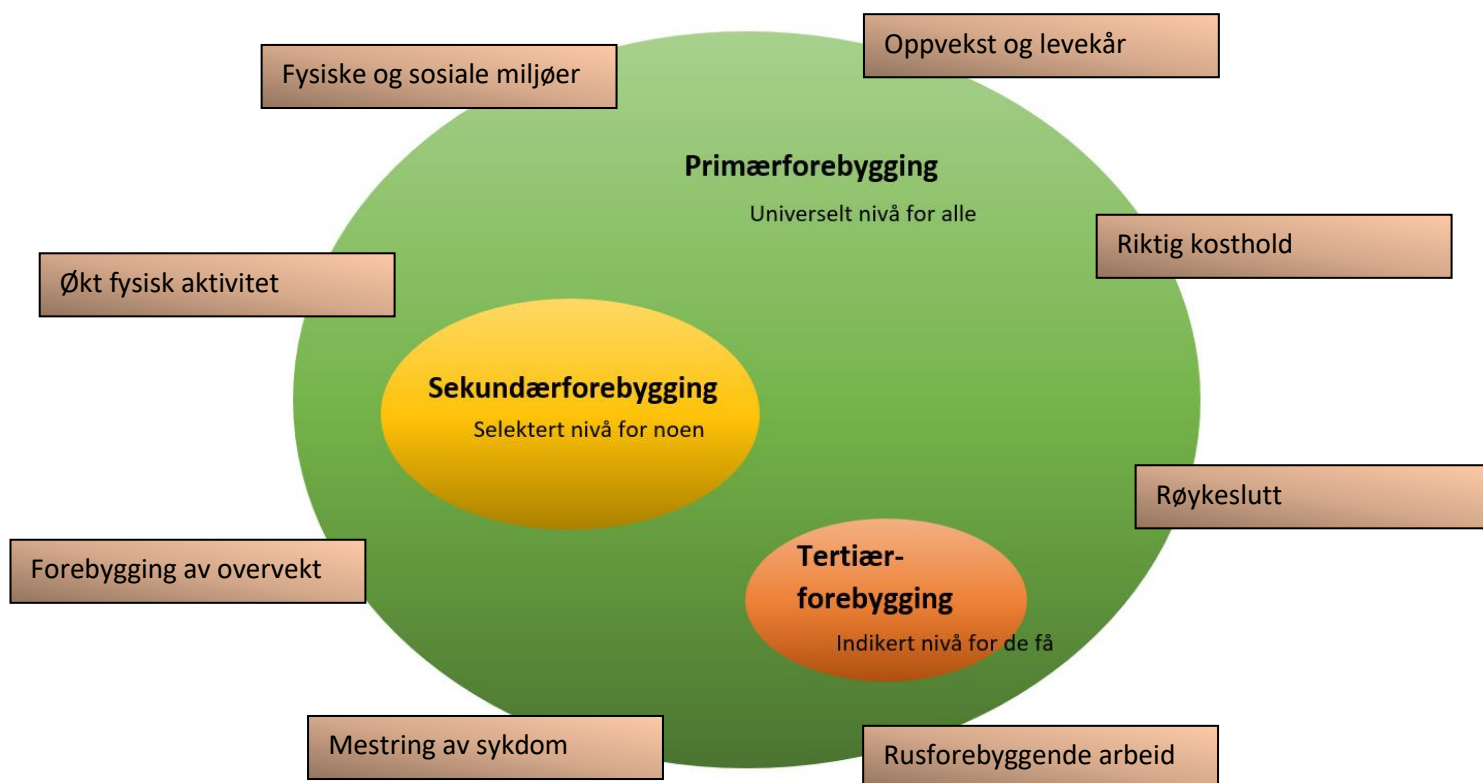 Oppvekst og levekår
Fysiske og sosiale miljøer
Primærforebygging
Universelt nivå for alle
Riktig kosthold
Økt fysisk aktivitet
Sekundærforebygging
Selektert nivå for noen
Røykeslutt
Forebygging av overvekt
Tertiær-
forebygging
Indikert nivå for de få
Mestring av sykdom
Rusforebyggende arbeid